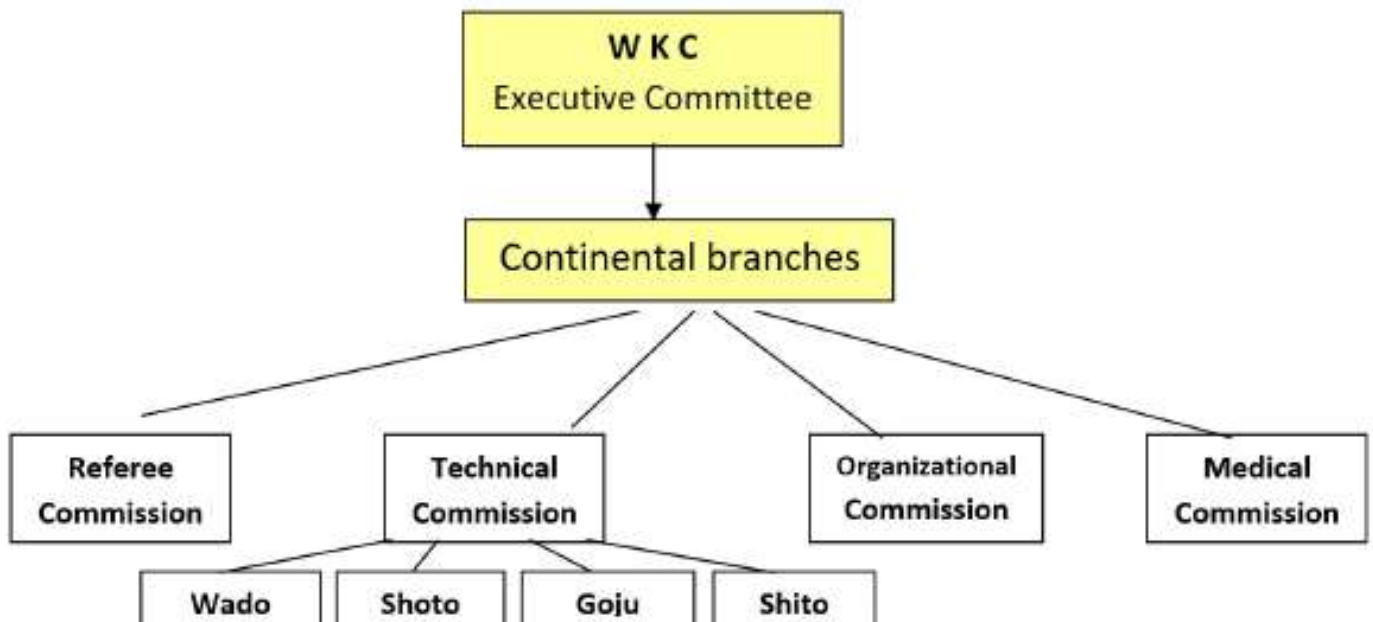 W K C
Executive Committee
Continental branches
Referee
Commission
Technical
Commission
Organizational
Commission
Medical
Commission
Wado
Shoto
Goju
Shito